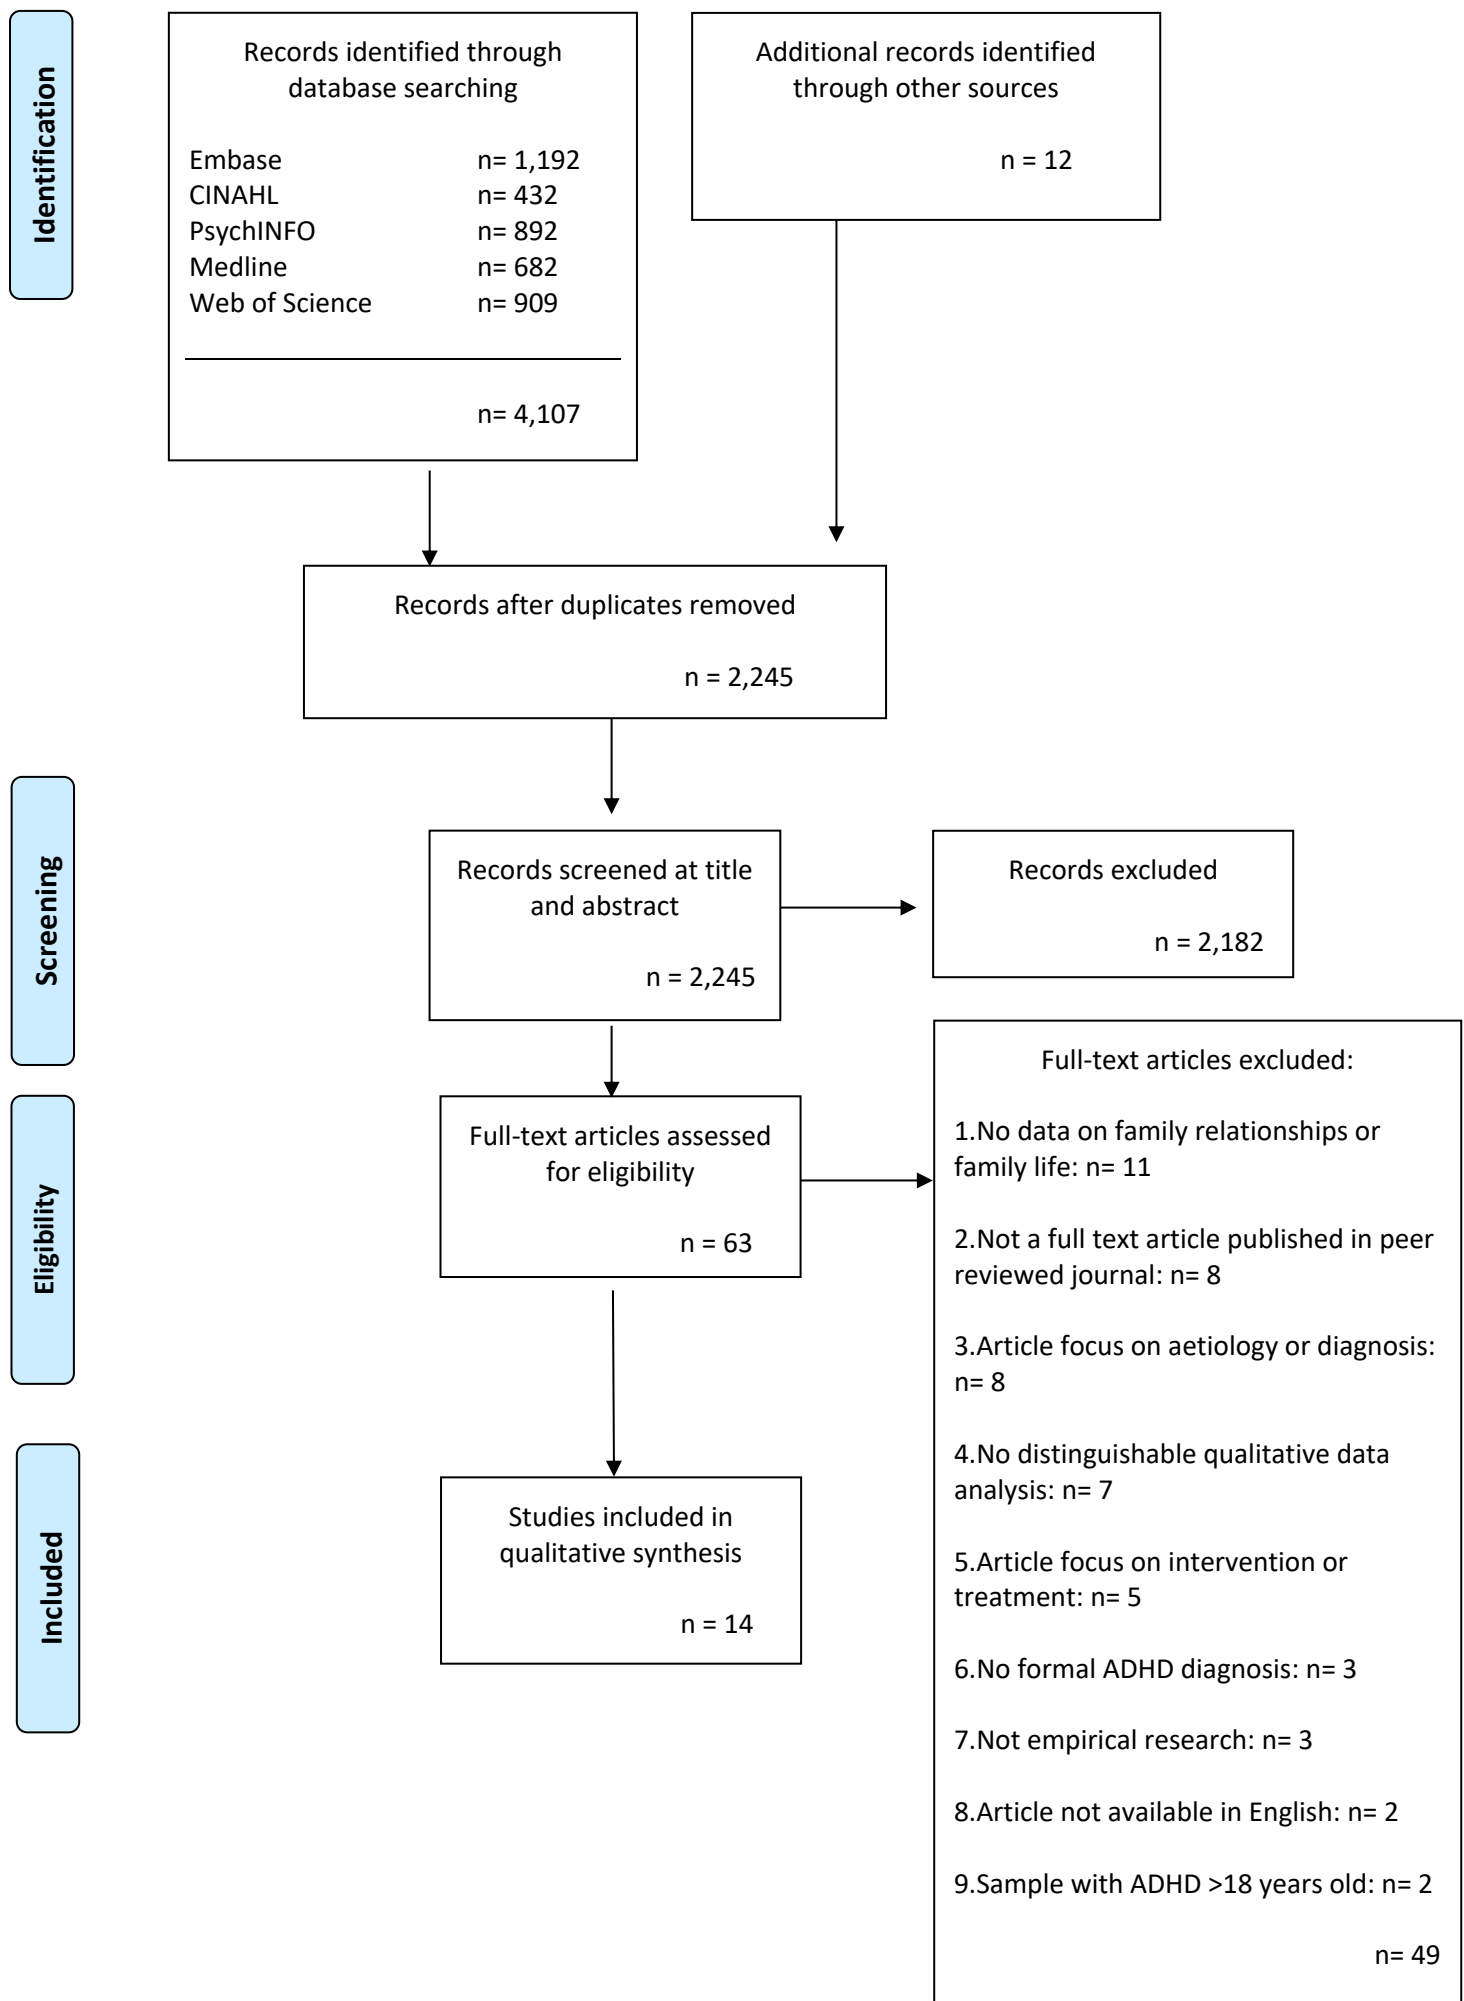 Identification
Records identified through
database searching
Embase n= 1,192
CINAHL n= 432
PsychINFO n= 892
Medline n= 682
Web of Science n= 909
n= 4,107
Additional records identified
through other sources
n = 12
Records after duplicates removed
n = 2,245
Screening
Records screened at title
and abstract
n = 2,245
Records excluded
n = 2,182
Eligibility
Full-text articles assessed
for eligibility
n = 63
Full-text articles excluded:
1.No data on family relationships or
family life: n= 11
2.Not a full text article published in peer
reviewed journal: n= 8
3.Article focus on aetiology or diagnosis:
n= 8
4.No distinguishable qualitative data
analysis: n= 7
5.Article focus on intervention or
treatment: n= 5
6.No formal ADHD diagnosis: n= 3
7.Not empirical research: n= 3
8.Article not available in English: n= 2
9.Sample with ADHD >18 years old: n= 2
n= 49
Included
Studies included in
qualitative synthesis
n = 14